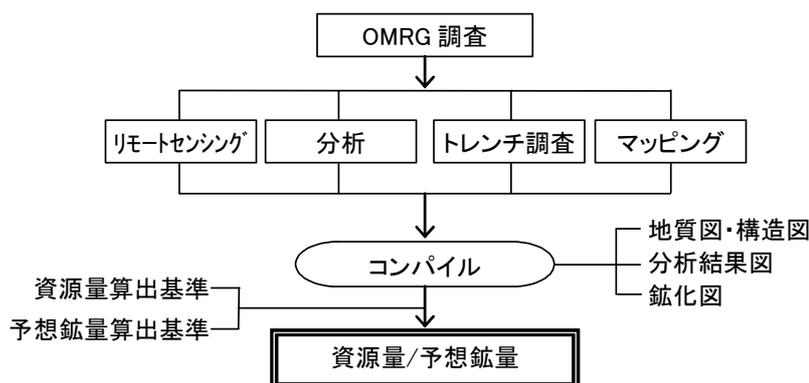 OMRG 調査
リモートセンシング
分析
トレンチ調査
マッピング
コンパイル
地質図・構造図
分析結果図
鉱化図
資源量算出基準
予想鉱量算出基準
資源量/予想鉱量